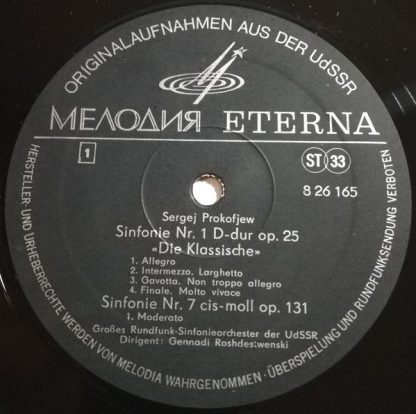 ORIGINALAUFNAHMEN AUS DER UdSSR
МЕЛОДИЯ ETERNA
1
ST 33
8 26 165
Sergej Prokofjew
Sinfonie Nr. 1 D-dur op. 25
«Die Klassische»
1. Allegro
2. Intermezzo. Larghetto
3. Gavotta. Non troppo allegro
4. Finale. Molto vivace
Sinfonie Nr. 7 cis-moll op. 131
1. Moderato
Großes Rundfunk-Sinfonieorchester der UdSSR
Dirigent: Gennadi Roshdestwenski
HERSTELLER- UND URHEBERRECHTE WERDEN VON MELODIA WAHRGENOMMEN · ÜBERSPIELUNG UND RUNDFUNKSENDUNG VERBOTEN